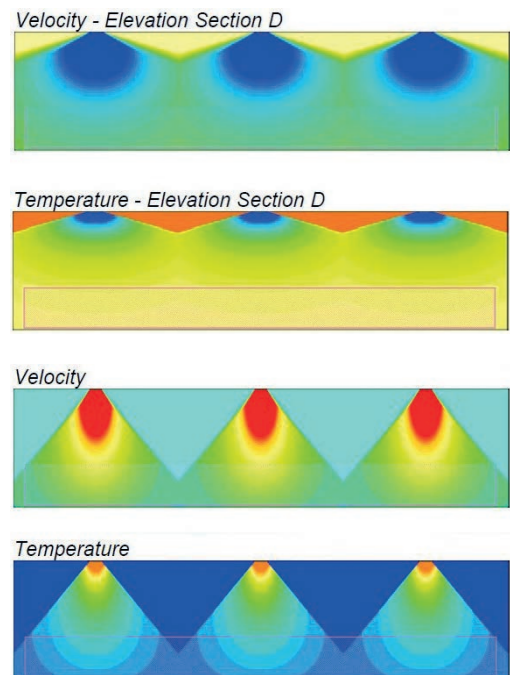 Velocity - Elevation Section D
Temperature - Elevation Section D
Velocity
Temperature